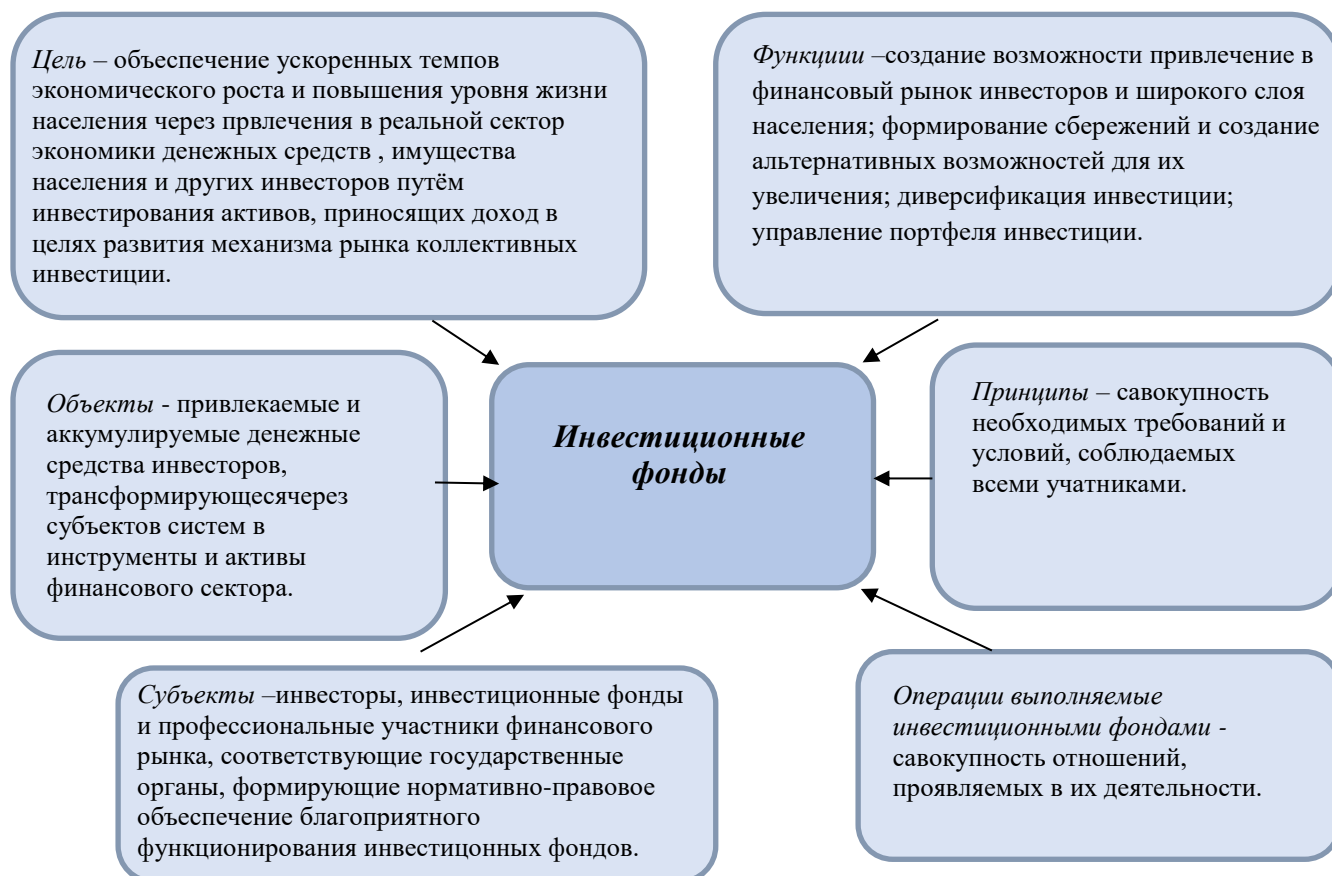 Цель – объеспечение ускоренных темпов
экономического роста и повышения уровня жизни
населения через првлечения в реальной сектор
экономики денежных средств , имущества
населения и других инвесторов путём
инвестирования активов, приносящих доход в
целях развития механизма рынка коллективных
инвестиции.
Функциии –создание возможности привлечение в
финансовый рынок инвесторов и широкого слоя
населения; формирование сбережений и создание
альтернативных возможностей для их
увеличения; диверсификация инвестиции;
управление портфеля инвестиции.
Объекты - привлекаемые и
аккумулируемые денежные
средства инвесторов,
трансформирующесячерез
субъектов систем в
инструменты и активы
финансового сектора.
Инвестиционные
фонды
Принципы – савокупность
необходимых требований и
условий, соблюдаемых
всеми учатниками.
Субъекты –инвесторы, инвестиционные фонды
и профессиональные участники финансового
рынка, соответствующие государственные
органы, формирующие нормативно-правовое
объеспечение благоприятного
функционирования инвестицонных фондов.
Операции выполняемые
инвестиционными фондами -
савокупность отношений,
проявляемых в их деятельности.